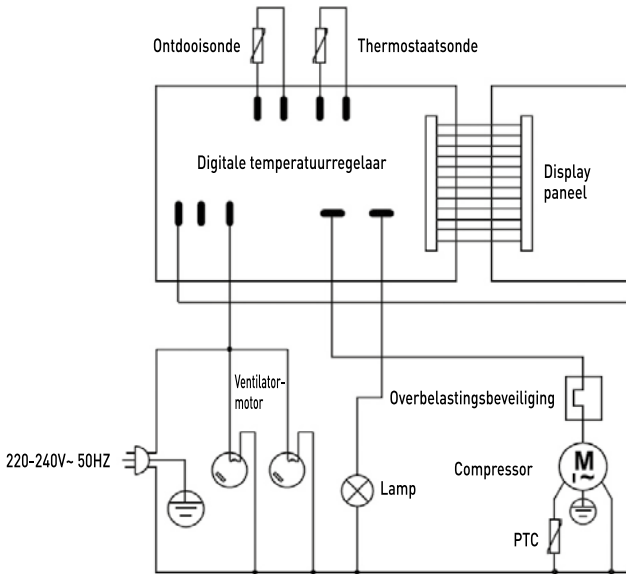 Ontdooisonde
Thermostaatsonde
Digitale temperatuurregelaar
Display
paneel
Ventilator-
motor
Overbelastingsbeveiliging
220-240V~ 50HZ
Compressor
M
I~
Lamp
PTC